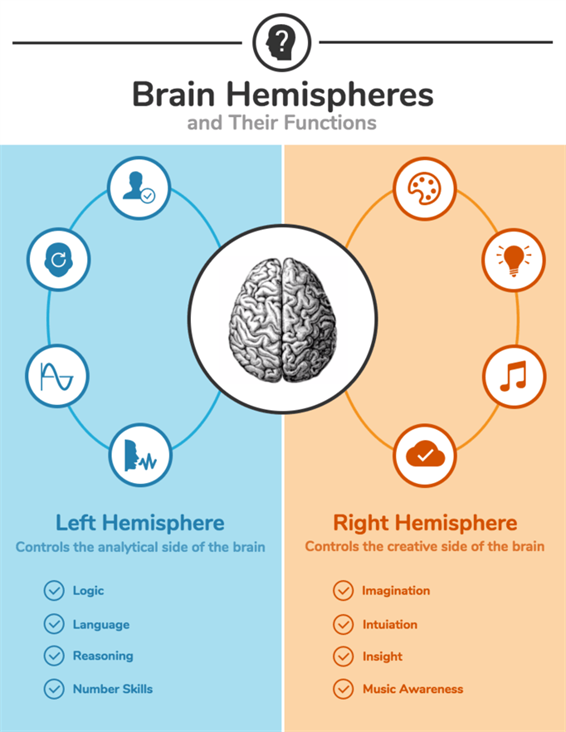 ?
Brain Hemispheres
and Their Functions
Left Hemisphere
Controls the analytical side of the brain
Logic
Language
Reasoning
Number Skills
Right Hemisphere
Controls the creative side of the brain
Imagination
Intuiation
Insight
Music Awareness